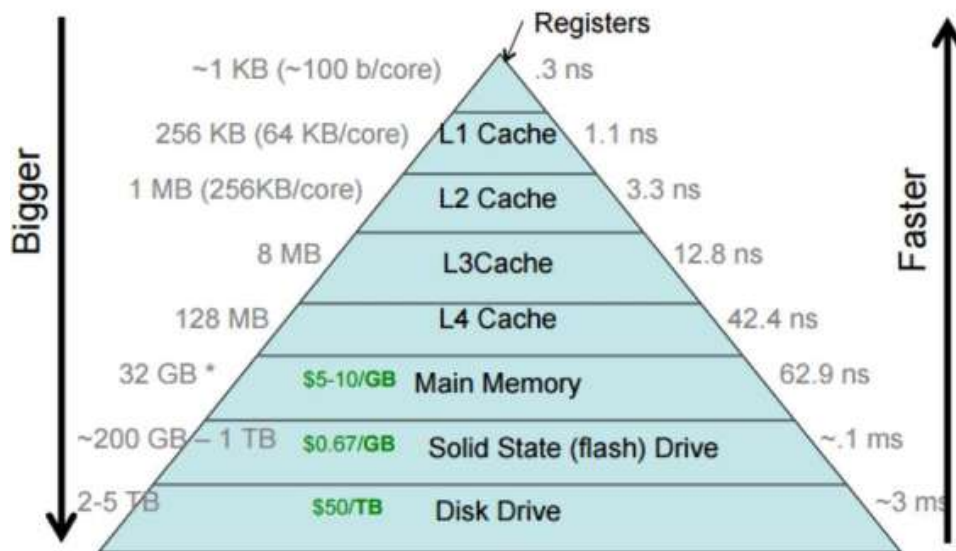 Registers
~1 KB (~100 b/core) .3 ns
256 KB (64 KB/core) L1 Cache 1.1 ns
1 MB (256KB/core) L2 Cache 3.3 ns
8 MB L3Cache 12.8 ns
128 MB L4 Cache 42.4 ns
32 GB * $5-10/GB Main Memory 62.9 ns
~200 GB – 1 TB $0.67/GB Solid State (flash) Drive ~.1 ms
2-5 TB $50/TB Disk Drive ~3 ms
Bigger
Faster